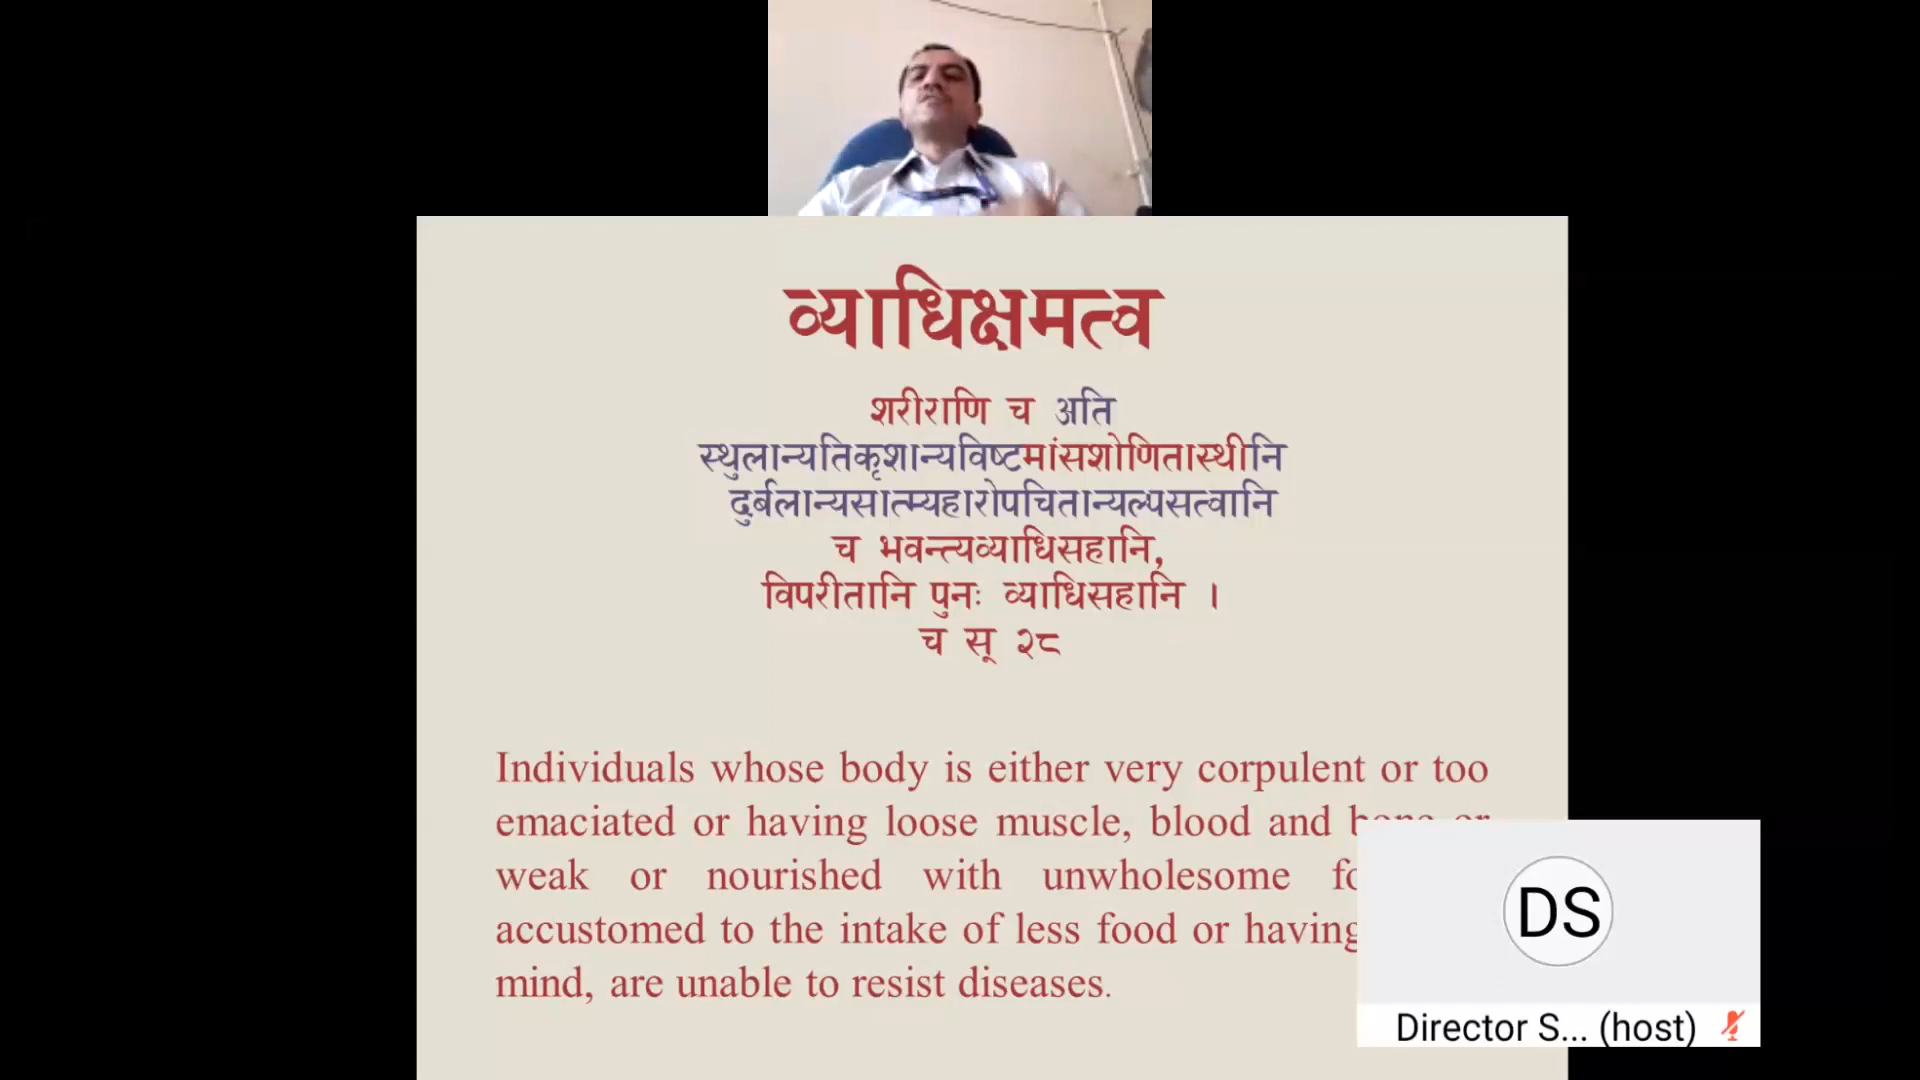 व्याधिक्षमत्व
शरीराणि च अति
स्थुलान्यतिकृशान्यविष्टमांसशोणितास्थीनि
दुर्बलान्यसात्म्यहारोपचितान्यल्पसत्वानि
च भवन्त्यव्याधिसहानि,
विपरीतानि पुनः व्याधिसहानि ।
च सू २८
Individuals whose body is either very corpulent or too
emaciated or having loose muscle, blood and bone or
weak or nourished with unwholesome
accustomed to the intake of less food or having
mind, are unable to resist diseases.
DS
Director S... (host)